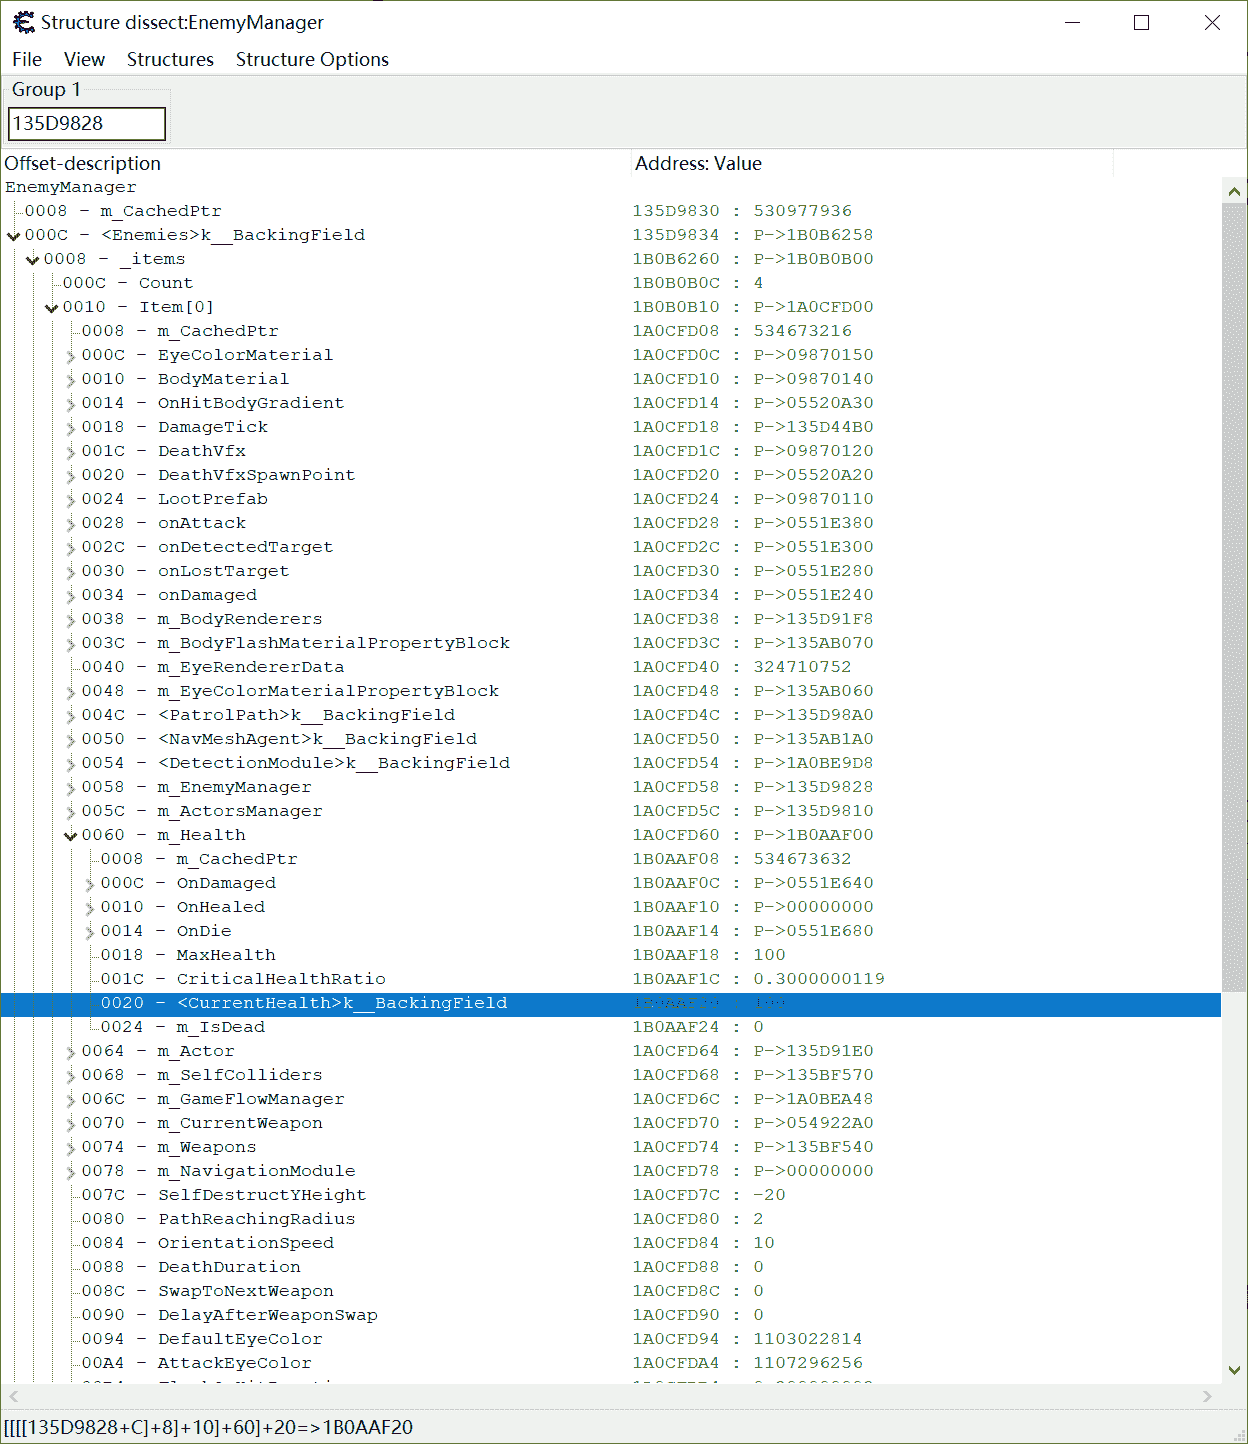 Structure dissect:EnemyManager
File View Structures Structure Options
Group 1
135D9828
Offset-description Address: Value
EnemyManager
0008 - m_CachedPtr 135D9830 : 530977936
000C - <Enemies>k__BackingField 135D9834 : P->1B0B6258
0008 - _items 1B0B6260 : P->1B0B0B00
000C - Count 1B0B0B0C : 4
0010 - Item[0] 1B0B0B10 : P->1A0CFD00
0008 - m_CachedPtr 1A0CFD08 : 534673216
000C - EyeColorMaterial 1A0CFD0C : P->09870150
0010 - BodyMaterial 1A0CFD10 : P->09870140
0014 - OnHitBodyGradient 1A0CFD14 : P->05520A30
0018 - DamageTick 1A0CFD18 : P->135D44B0
001C - DeathVfx 1A0CFD1C : P->09870120
0020 - DeathVfxSpawnPoint 1A0CFD20 : P->05520A20
0024 - LootPrefab 1A0CFD24 : P->09870110
0028 - onAttack 1A0CFD28 : P->0551E380
002C - onDetectedTarget 1A0CFD2C : P->0551E300
0030 - onLostTarget 1A0CFD30 : P->0551E280
0034 - onDamaged 1A0CFD34 : P->0551E240
0038 - m_BodyRenderers 1A0CFD38 : P->135D91F8
003C - m_BodyFlashMaterialPropertyBlock 1A0CFD3C : P->135AB070
0040 - m_EyeRendererData 1A0CFD40 : 324710752
0048 - m_EyeColorMaterialPropertyBlock 1A0CFD48 : P->135AB060
004C - <PatrolPath>k__BackingField 1A0CFD4C : P->135D98A0
0050 - <NavMeshAgent>k__BackingField 1A0CFD50 : P->135AB1A0
0054 - <DetectionModule>k__BackingField 1A0CFD54 : P->1A0BE9D8
0058 - m_EnemyManager 1A0CFD58 : P->135D9828
005C - m_ActorsManager 1A0CFD5C : P->135D9810
0060 - m_Health 1A0CFD60 : P->1B0AAF00
0008 - m_CachedPtr 1B0AAF08 : 534673632
000C - OnDamaged 1B0AAF0C : P->0551E640
0010 - OnHealed 1B0AAF10 : P->00000000
0014 - OnDie 1B0AAF14 : P->0551E680
0018 - MaxHealth 1B0AAF18 : 100
001C - CriticalHealthRatio 1B0AAF1C : 0.3000000119
0020 - <CurrentHealth>k__BackingField
0024 - m_IsDead 1B0AAF24 : 0
0064 - m_Actor 1A0CFD64 : P->135D91E0
0068 - m_SelfColliders 1A0CFD68 : P->135BF570
006C - m_GameFlowManager 1A0CFD6C : P->1A0BEA48
0070 - m_CurrentWeapon 1A0CFD70 : P->054922A0
0074 - m_Weapons 1A0CFD74 : P->135BF540
0078 - m_NavigationModule 1A0CFD78 : P->00000000
007C - SelfDestructYHeight 1A0CFD7C : -20
0080 - PathReachingRadius 1A0CFD80 : 2
0084 - OrientationSpeed 1A0CFD84 : 10
0088 - DeathDuration 1A0CFD88 : 0
008C - SwapToNextWeapon 1A0CFD8C : 0
0090 - DelayAfterWeaponSwap 1A0CFD90 : 0
0094 - DefaultEyeColor 1A0CFD94 : 1103022814
00A4 - AttackEyeColor 1A0CFDA4 : 1107296256
[[[[135D9828+C]+8]+10]+60]+20=>1B0AAF20